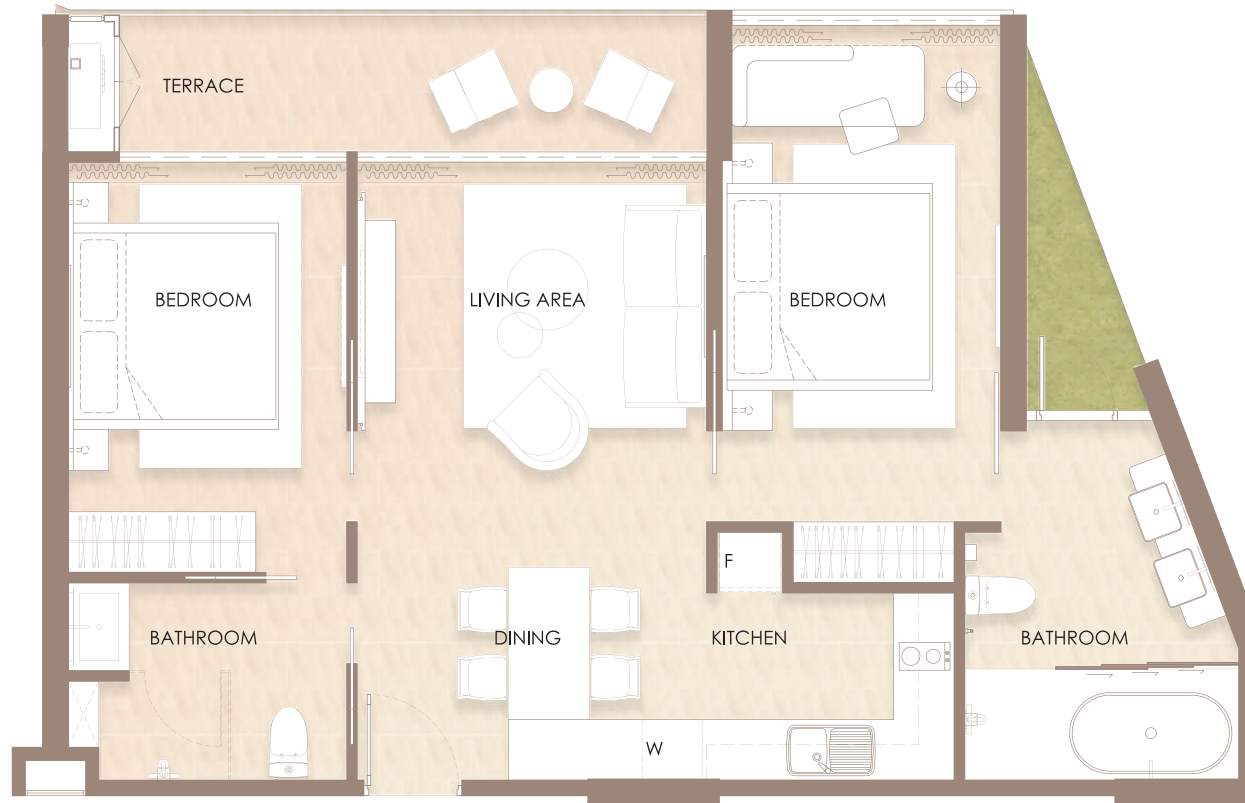 TERRACE
BEDROOM
LIVING AREA
BEDROOM
F
BATHROOM
DINING
KITCHEN
BATHROOM
W